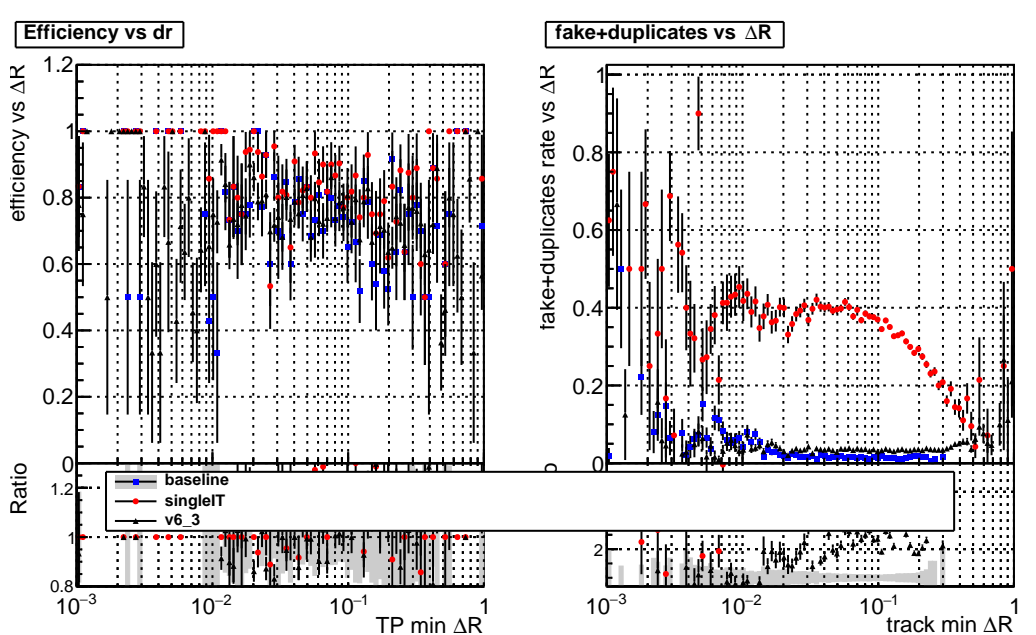 Efficiency vs dr
fake+duplicates vs ΔR
efficiency vs ΔR
1.2
1
0.8
0.6
0.4
0.2
0
fake+duplicates rate vs ΔR
1
0.8
0.6
0.4
0.2
0
Ratio
1.2
1
0.8
2
baseline
singleIT
v6_3
10⁻³
10⁻²
10⁻¹
1
TP min ΔR
10⁻³
10⁻²
10⁻¹
1
track min ΔR